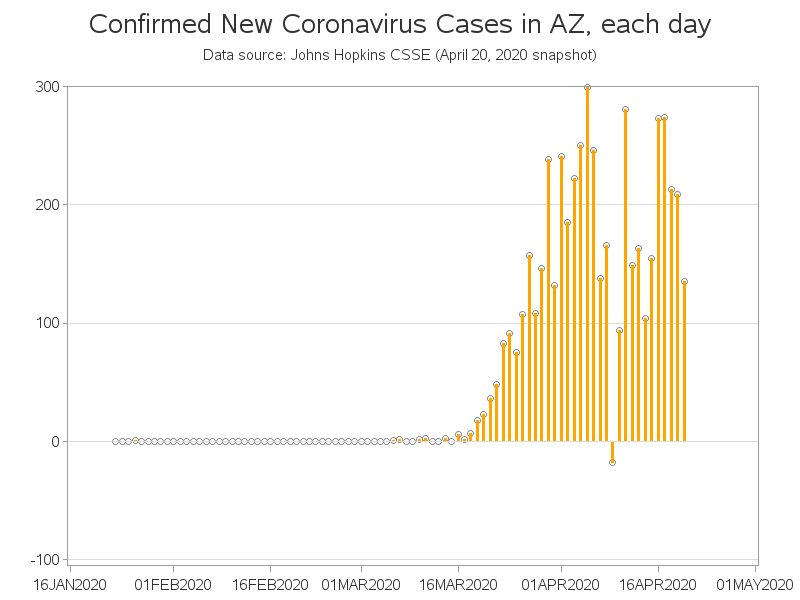 Confirmed New Coronavirus Cases in AZ, each day
Data source: Johns Hopkins CSSE (April 20, 2020 snapshot)
300
200
100
0
-100
16JAN2020 01FEB2020 16FEB2020 01MAR2020 16MAR2020 01APR2020 16APR2020 01MAY2020